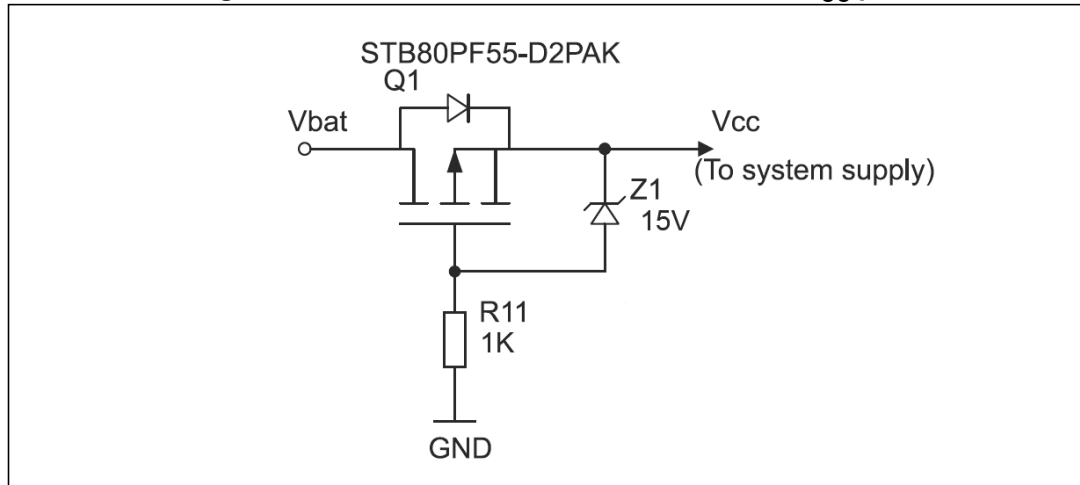 STB80PF55-D2PAK
Q1
Vbat
Vcc
(To system supply)
Z1
15V
R11
1K
GND